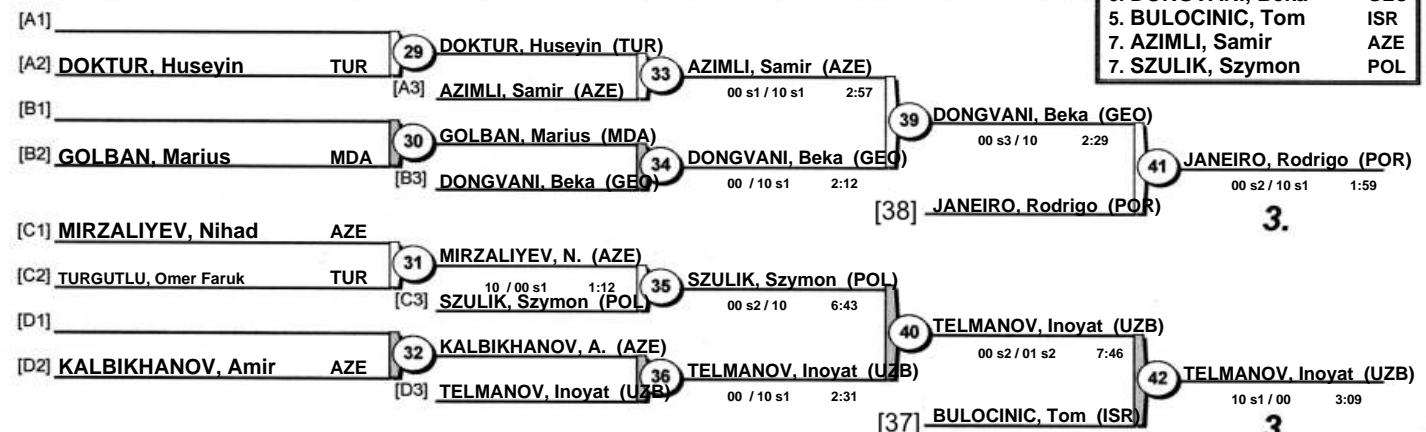 5. BULOCINIC, Tom ISR
7. AZIMLI, Samir AZE
7. SZULIK, Szymon POL
[A1]
29 DOKTUR, Huseyin (TUR)
[A2] DOKTUR, Huseyin TUR
33 AZIMLI, Samir (AZE)
[A3] AZIMLI, Samir (AZE)
00 s1 / 10 s1 2:57
[B1]
39 DONGVANI, Beka (GEO)
30 GOLBAN, Marius (MDA)
00 s3 / 10 2:29
[B2] GOLBAN, Marius MDA
34 DONGVANI, Beka (GEO)
41 JANEIRO, Rodrigo (POR)
[B3] DONGVANI, Beka (GEO)
00 / 10 s1 2:12
00 s2 / 10 s1 1:59
[38] JANEIRO, Rodrigo (POR)
3.
[C1] MIRZALIYEV, Nihad AZE
31 MIRZALIYEV, N. (AZE)
[C2] TURGUTLU, Omer Faruk TUR
10 / 00 s1 1:12
35 SZULIK, Szymon (POL)
[C3] SZULIK, Szymon (POL)
00 s2 / 10 6:43
[D1]
40 TELMANOV, Inoyat (UZB)
32 KALBIKHANOV, A. (AZE)
00 s2 / 01 s2 7:46
[D2] KALBIKHANOV, Amir AZE
36 TELMANOV, Inoyat (UZB)
42 TELMANOV, Inoyat (UZB)
[D3] TELMANOV, Inoyat (UZB)
00 / 10 s1 2:31
10 s1 / 00 3:09
[37] BULOCINIC, Tom (ISR)